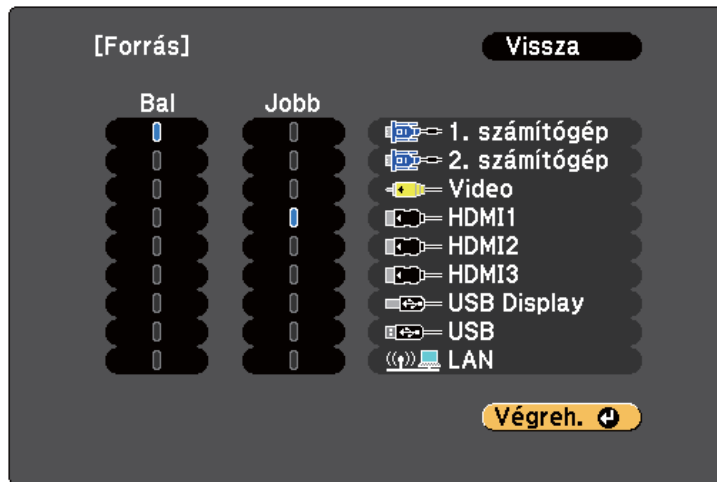 [Forrás]
Vissza
Bal
Jobb
1. számítógép
2. számítógép
Video
HDMI1
HDMI2
HDMI3
USB Display
USB
LAN
Végreh.